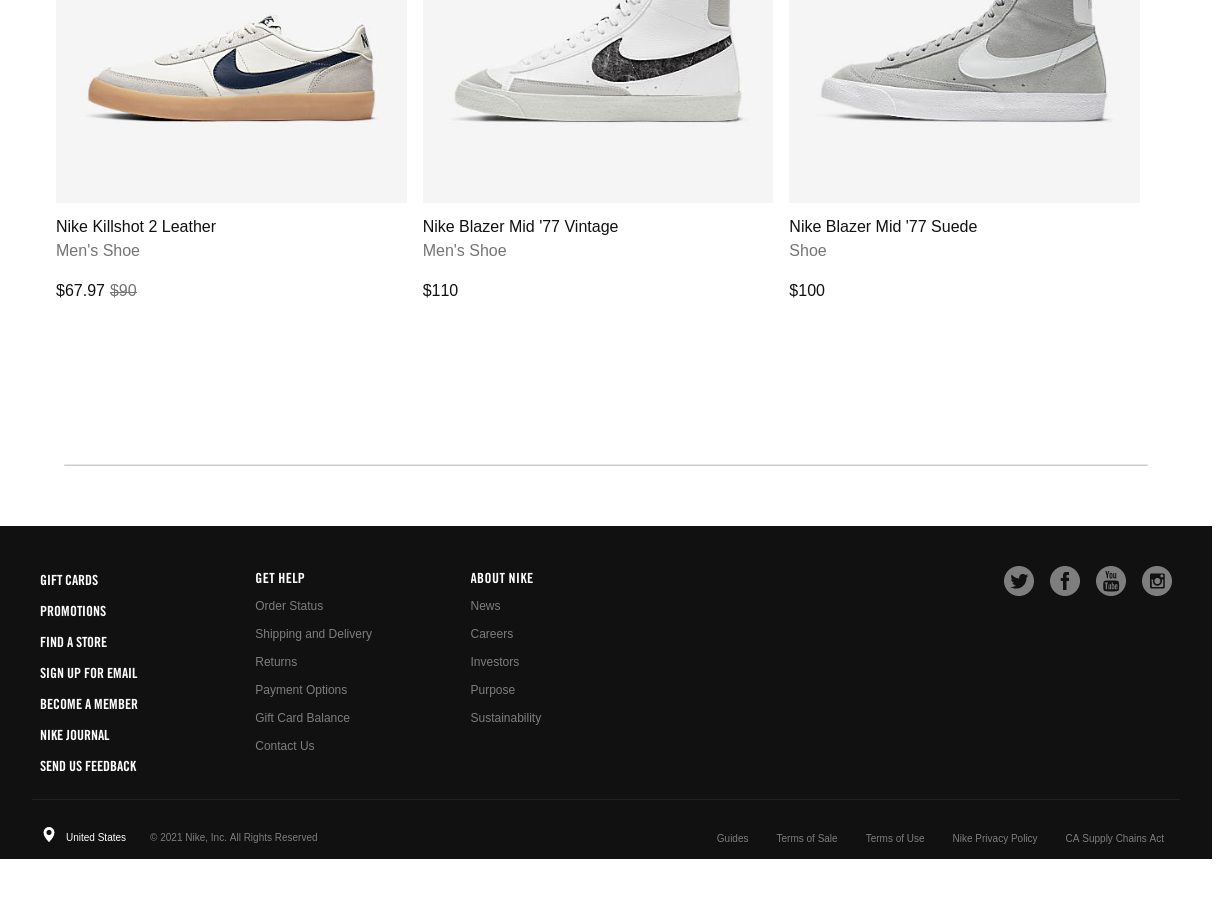 Nike Killshot 2 Leather
Men's Shoe
$67.97 $90
Nike Blazer Mid '77 Vintage
Men's Shoe
$110
Nike Blazer Mid '77 Suede
Shoe
$100
GIFT CARDS
PROMOTIONS
FIND A STORE
SIGN UP FOR EMAIL
BECOME A MEMBER
NIKE JOURNAL
SEND US FEEDBACK
GET HELP
Order Status
Shipping and Delivery
Returns
Payment Options
Gift Card Balance
Contact Us
ABOUT NIKE
News
Careers
Investors
Purpose
Sustainability
You
Tube
United States
© 2021 Nike, Inc. All Rights Reserved
Guides
Terms of Sale
Terms of Use
Nike Privacy Policy
CA Supply Chains Act